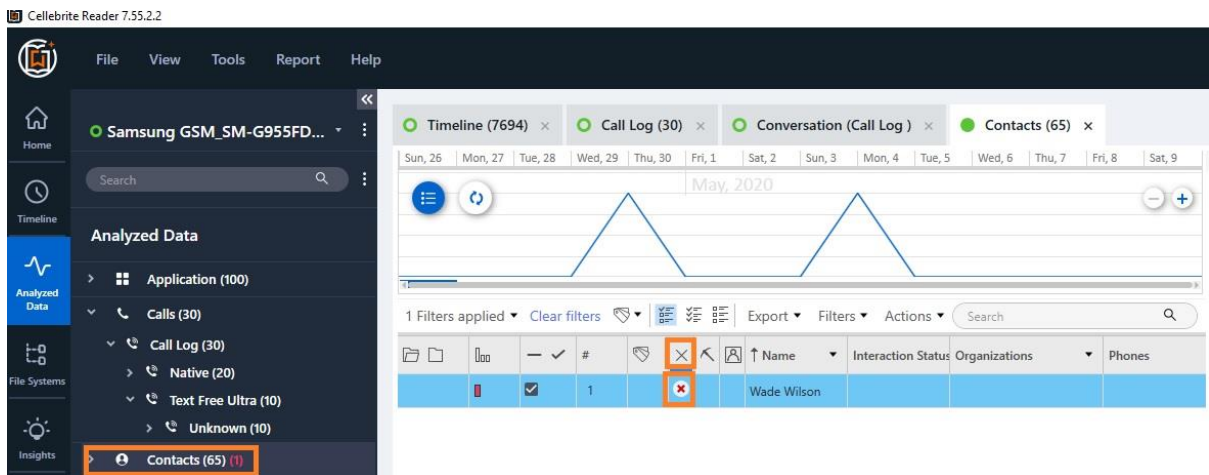 Cellebrite Reader 7.55.2.2
File View Tools Report Help
Home
Timeline
Analyzed Data
File Systems
Insights
Samsung GSM_SM-G955FD...
Search
Analyzed Data
Application (100)
Calls (30)
Call Log (30)
Native (20)
Text Free Ultra (10)
Unknown (10)
Contacts (65) (1)
Timeline (7694) Call Log (30) Conversation (Call Log ) Contacts (65)
Sun, 26 Mon, 27 Tue, 28 Wed, 29 Thu, 30 Fri, 1 Sat, 2 Sun, 3 Mon, 4 Tue, 5 Wed, 6 Thu, 7 Fri, 8 Sat, 9
May, 2020
1 Filters applied Clear filters Export Filters Actions Search
# Name Interaction Status Organizations Phones
1 Wade Wilson